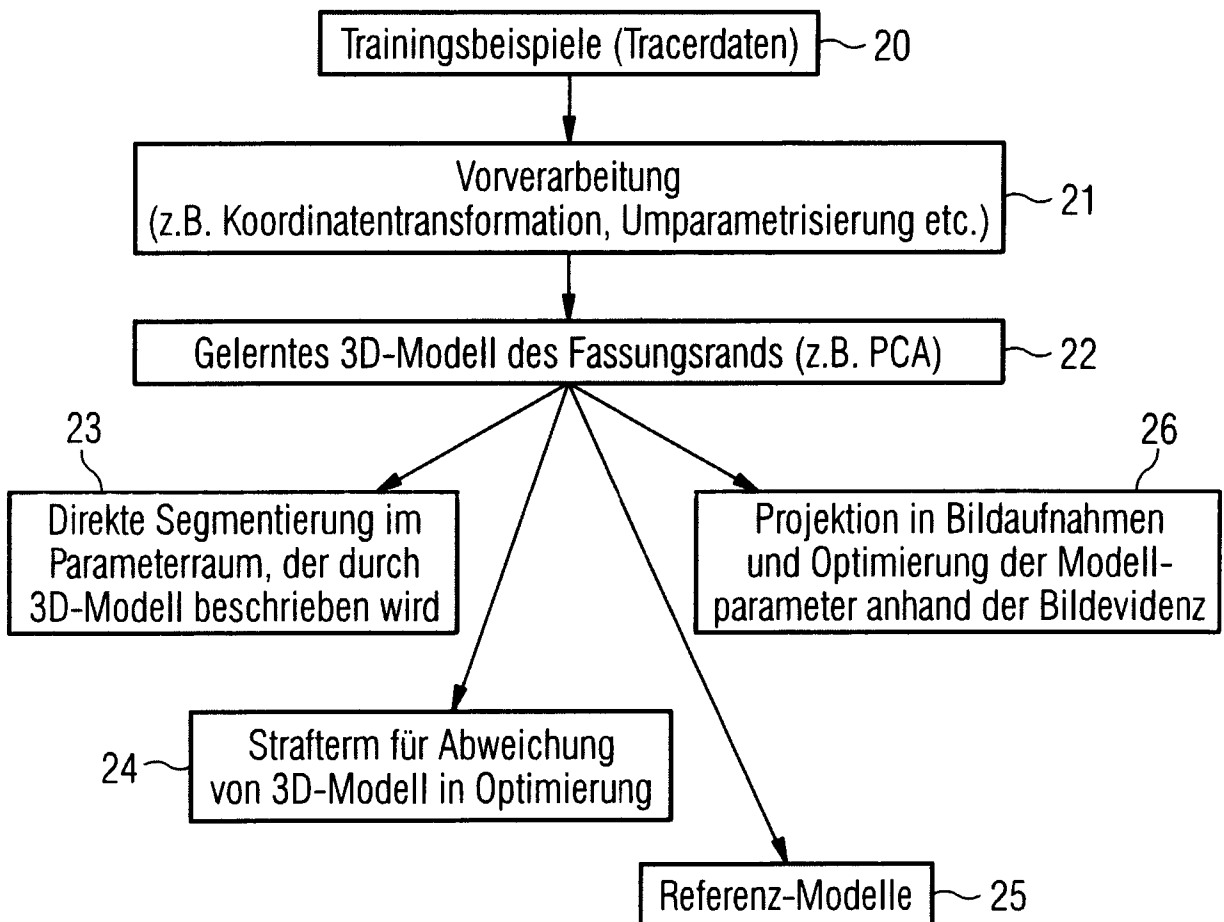 Trainingsbeispiele (Tracerdaten)
20
Vorverarbeitung
(z.B. Koordinatentransformation, Umparametrisierung etc.)
21
Gelerntes 3D-Modell des Fassungsrands (z.B. PCA)
22
23
Direkte Segmentierung im
Parameterraum, der durch
3D-Modell beschrieben wird
26
Projektion in Bildaufnahmen
und Optimierung der Modell-
parameter anhand der Bildevidenz
24
Strafterm für Abweichung
von 3D-Modell in Optimierung
Referenz-Modelle
25